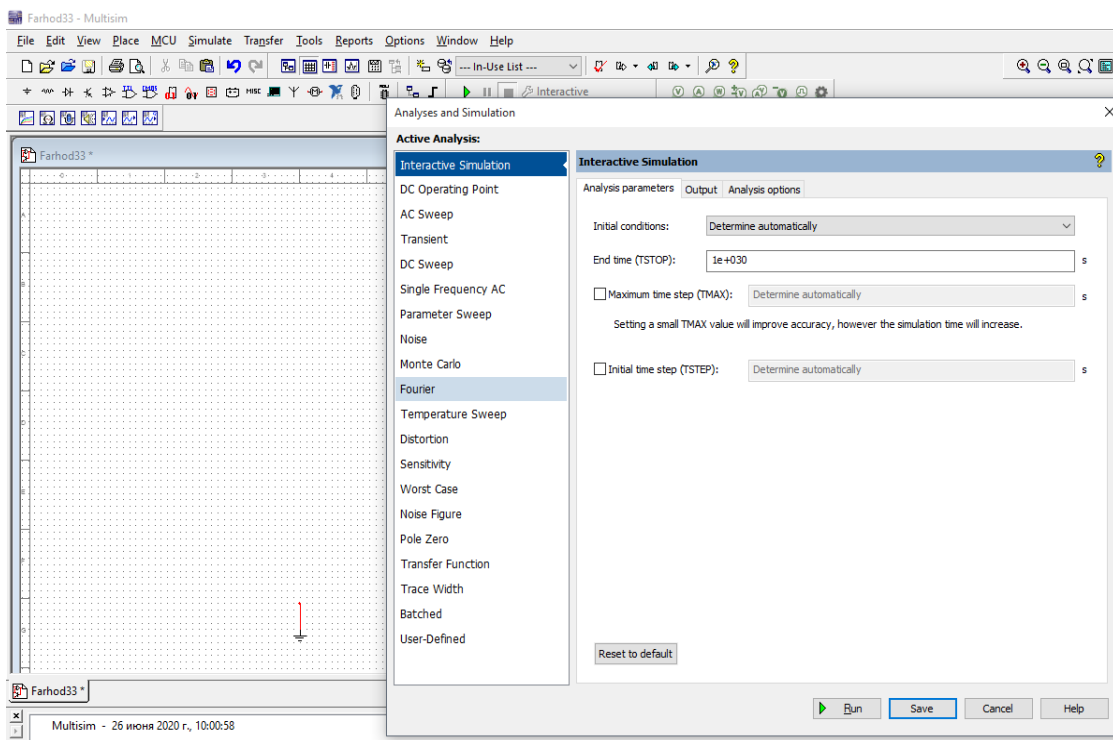 Farhod33 - Multisim
File Edit View Place MCU Simulate Transfer Tools Reports Options Window Help
--- In-Use List ---
MISC Interactive
Analyses and Simulation
Active Analysis:
Farhod33 *
Interactive Simulation
DC Operating Point
AC Sweep
Transient
DC Sweep
Single Frequency AC
Parameter Sweep
Noise
Monte Carlo
Fourier
Temperature Sweep
Distortion
Sensitivity
Worst Case
Noise Figure
Pole Zero
Transfer Function
Trace Width
Batched
User-Defined
Interactive Simulation
Analysis parameters Output Analysis options
Initial conditions: Determine automatically
End time (TSTOP): 1e+030 s
Maximum time step (TMAX): Determine automatically s
Setting a small TMAX value will improve accuracy, however the simulation time will increase.
Initial time step (TSTEP): Determine automatically s
Reset to default
Run Save Cancel Help
Farhod33 *
Multisim - 26 июня 2020 г., 10:00:58